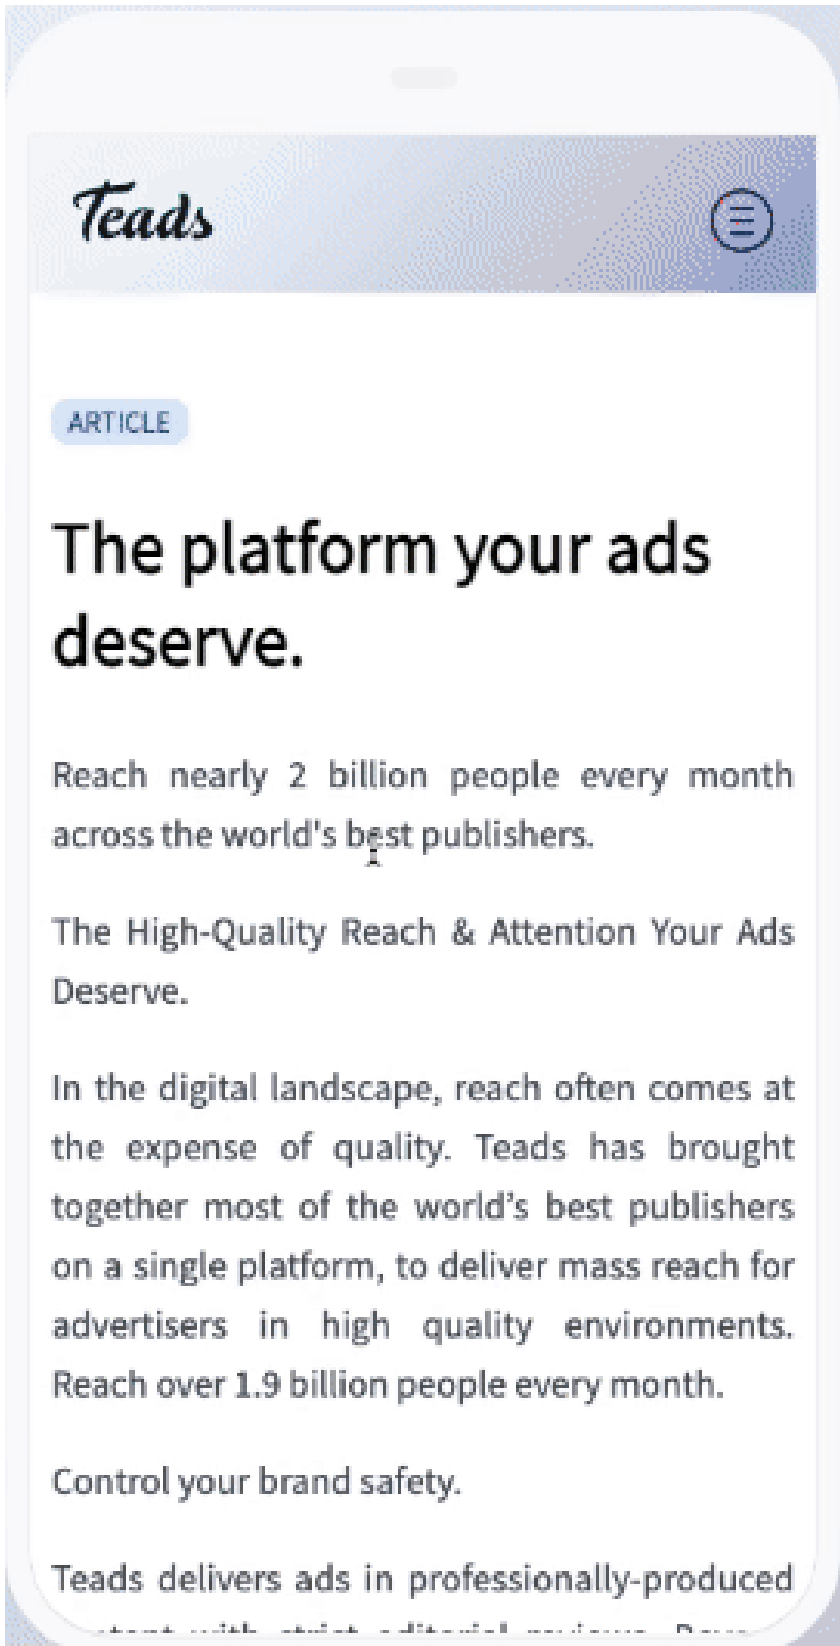 Teads
ARTICLE
The platform your ads
deserve.
Reach nearly 2 billion people every month
across the world's best publishers.
The High-Quality Reach & Attention Your Ads
Deserve.
In the digital landscape, reach often comes at
the expense of quality. Teads has brought
together most of the world’s best publishers
on a single platform, to deliver mass reach for
advertisers in high quality environments.
Reach over 1.9 billion people every month.
Control your brand safety.
Teads delivers ads in professionally-produced
with strict editorial reviews.